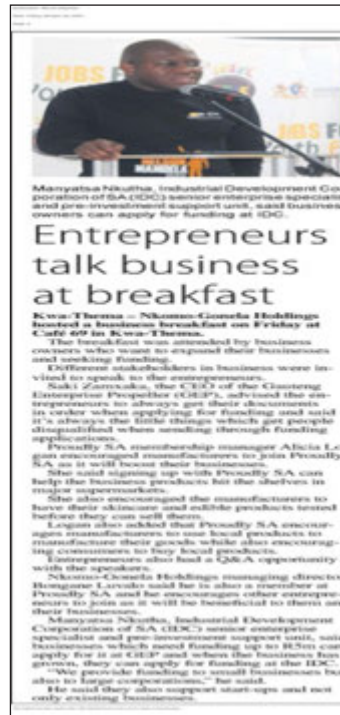 JOBS F
JOBS F
Manyatsa Nkutha, Industrial Development Co
poration of SA (IDC) senior enterprise speciali
and pre-investment support unit, said busines
owners can apply for funding at IDC.
Entrepreneurs
talk business
at breakfast
Kwa-Thema – Nkomo-Gonela Holdings
hosted a business breakfast on Friday at
Café 69 in Kwa-Thema.
The breakfast was attended by business
owners who want to expand their businesses
and seeking funding.
Different stakeholders in business were in-
vited to speak to the entrepreneurs.
Saki Zamxaka, the CEO of the Gauteng
Enterprise Propeller (GEP), advised the en-
trepreneurs to always get their documents
in order when applying for funding and said
it's always the little things which get people
disqualified when sending through funding
applications.
Proudly SA membership manager Alicia Lo
gan encouraged manufacturers to join Proudly
SA as it will boost their businesses.
She said signing up with Proudly SA can
help the business products hit the shelves in
major supermarkets.
She also encouraged the manufacturers to
have their skincare and edible products tested
before they can sell them.
Logan also added that Proudly SA encour-
ages manufacturers to use local products to
manufacture their goods while also encourag-
ing consumers to buy local products.
Entrepreneurs also had a Q&A opportunity
with the speakers.
Nkomo-Gonela Holdings managing directo
Bongane said he is also a member at
Proudly SA and he encourages other entrepre-
neurs to join as it will be beneficial to them an
their businesses.
Manyatsa Nkutha, Industrial Development
Corporation of SA (IDC) senior enterprise
specialist and pre-investment support unit, said
businesses which need funding up to R5m can
apply for it at GEP and when the business has
grown, they can apply for funding at the IDC.
"We provide funding to small businesses bu
also to large corporations," he said.
He said they also support start-ups and not
only existing businesses.